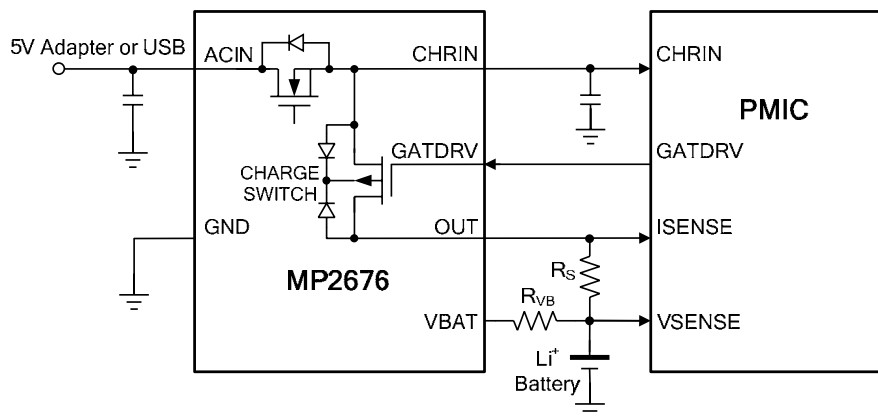 5V Adapter or USB
ACIN
CHRIN
CHRIN
PMIC
GATDRV
GATDRV
CHARGE
SWITCH
GND
OUT
ISENSE
MP2676
RS
RVB
VBAT
VSENSE
Li+
Battery